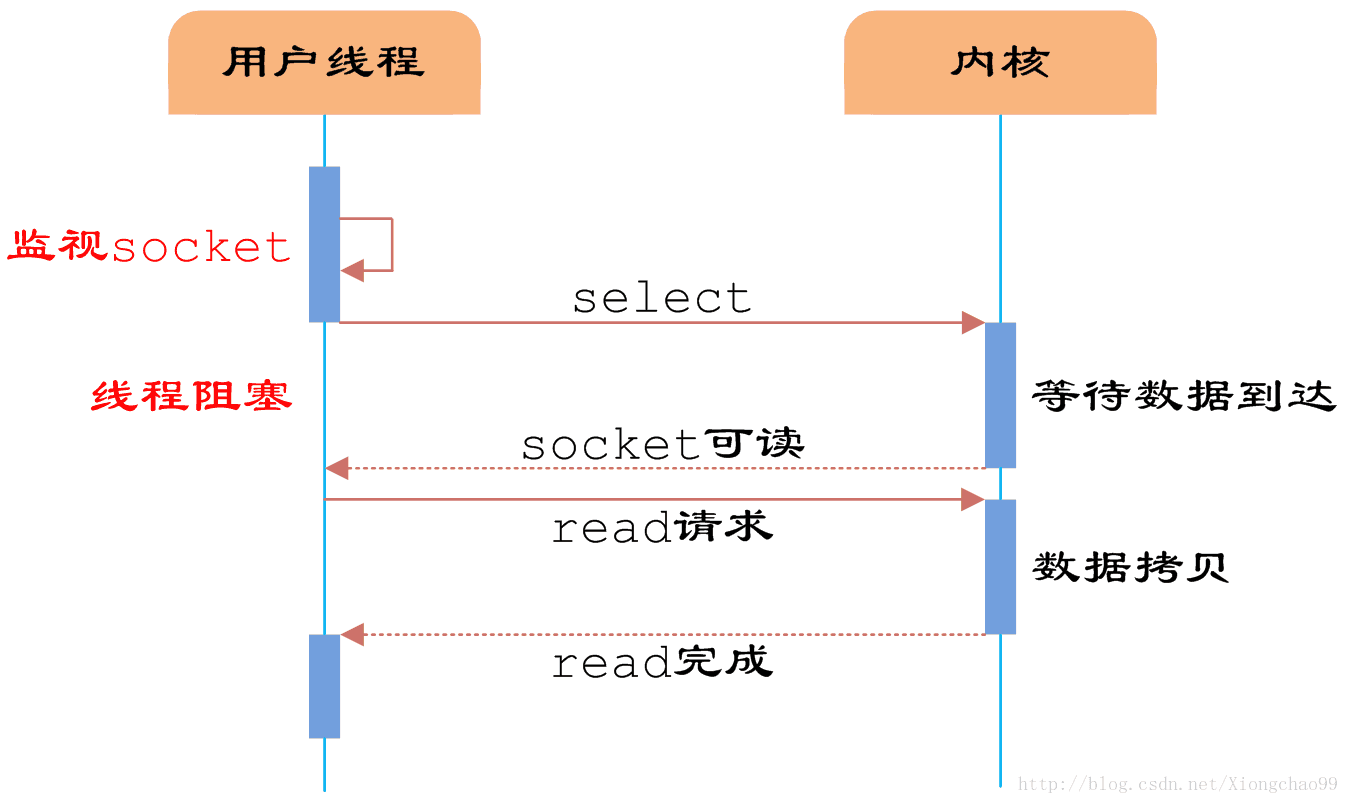 用户线程
内核
监视socket
select
线程阻塞
等待数据到达
socket可读
read请求
数据拷贝
read完成
http://blog.csdn.net/Xiongchao99